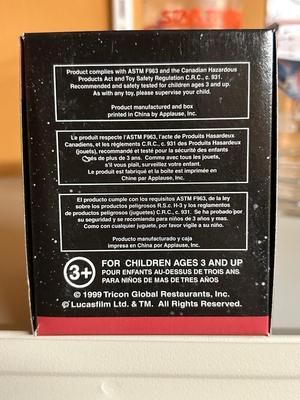 Product complies with ASTM F963 and the Canadian Hazardous
Products Act and Toy Safety Regulation C.R.C., c. 931.
Recommended and safety tested for children ages 3 and up.
As with any toy, please supervise your child.
Product manufactured and box
printed in China by Applause, Inc.
Le produit respecte l'ASTM F963, l'acte de Produits Hasardeux
Canadiens, et les règlements C.R.C., c. 931 des Produits Hasardeux
(jouets), recommandé et testé pour la sécurité des enfants
âgés de plus de 3 ans. Comme avec tous les jouets,
s'il vous plait, surveillez votre enfant.
Le produit est fabriqué et la boîte est imprimée en
Chine par Applause, Inc.
El producto cumple con los requisitos ASTM F963, de la ley
sobre los productos peligrosos R.S.c. H-3 y los reglamentos
de productos peligrosos (juguetes) C.R.C., c. 931. Se ha probado por
su seguridad y se recomienda para niños de 3 años y mas.
Como con cualquier juguete, por favor vigile a su niño.
Producto manufacturado y caja
impresa en China por Applause, Inc.
3+
FOR CHILDREN AGES 3 AND UP
POUR ENFANTS AU-DESSUS DE TROIS ANS
PARA NIÑOS DE MAS DE TRES AÑOS
© 1999 Tricon Global Restaurants, Inc.
© Lucasfilm Ltd. & TM. All Rights Reserved.